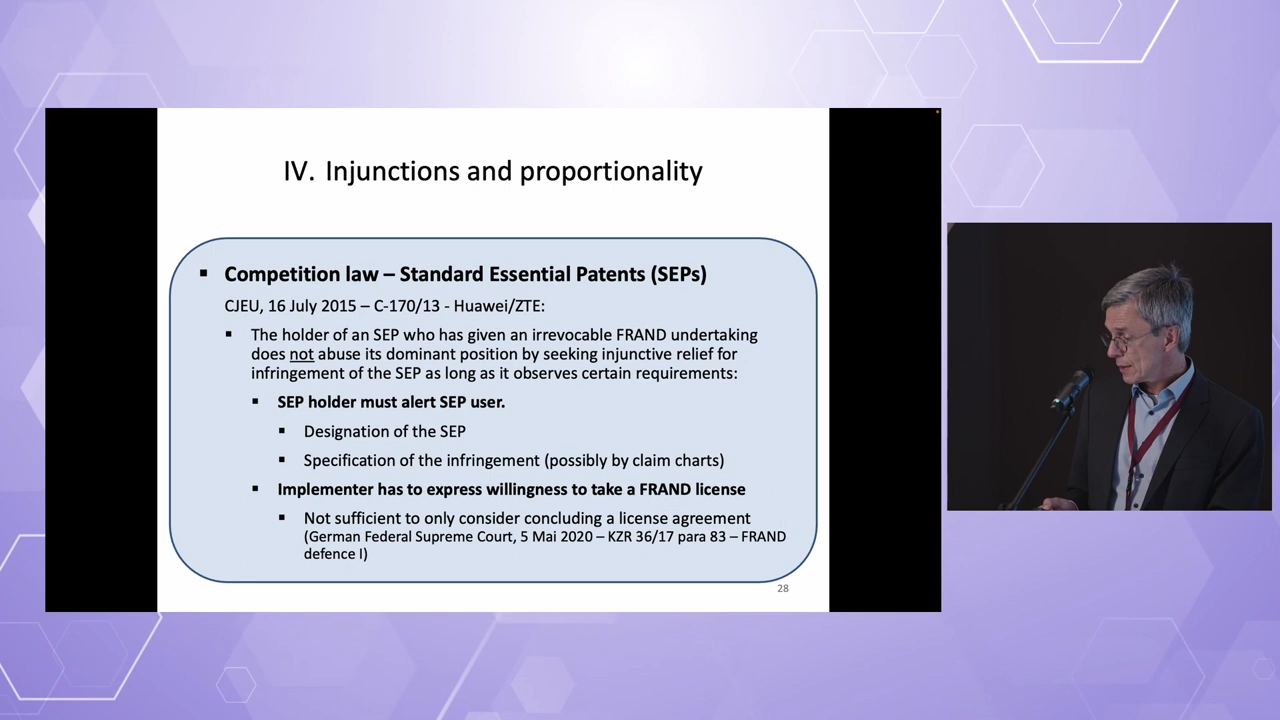 IV. Injunctions and proportionality
▪ Competition law – Standard Essential Patents (SEPs)
CJEU, 16 July 2015 – C-170/13 - Huawei/ZTE:
▪ The holder of an SEP who has given an irrevocable FRAND undertaking
does not abuse its dominant position by seeking injunctive relief for
infringement of the SEP as long as it observes certain requirements:
▪ SEP holder must alert SEP user.
▪ Designation of the SEP
▪ Specification of the infringement (possibly by claim charts)
▪ Implementer has to express willingness to take a FRAND license
▪ Not sufficient to only consider concluding a license agreement
(German Federal Supreme Court, 5 Mai 2020 – KZR 36/17 para 83 – FRAND
defence I)
28